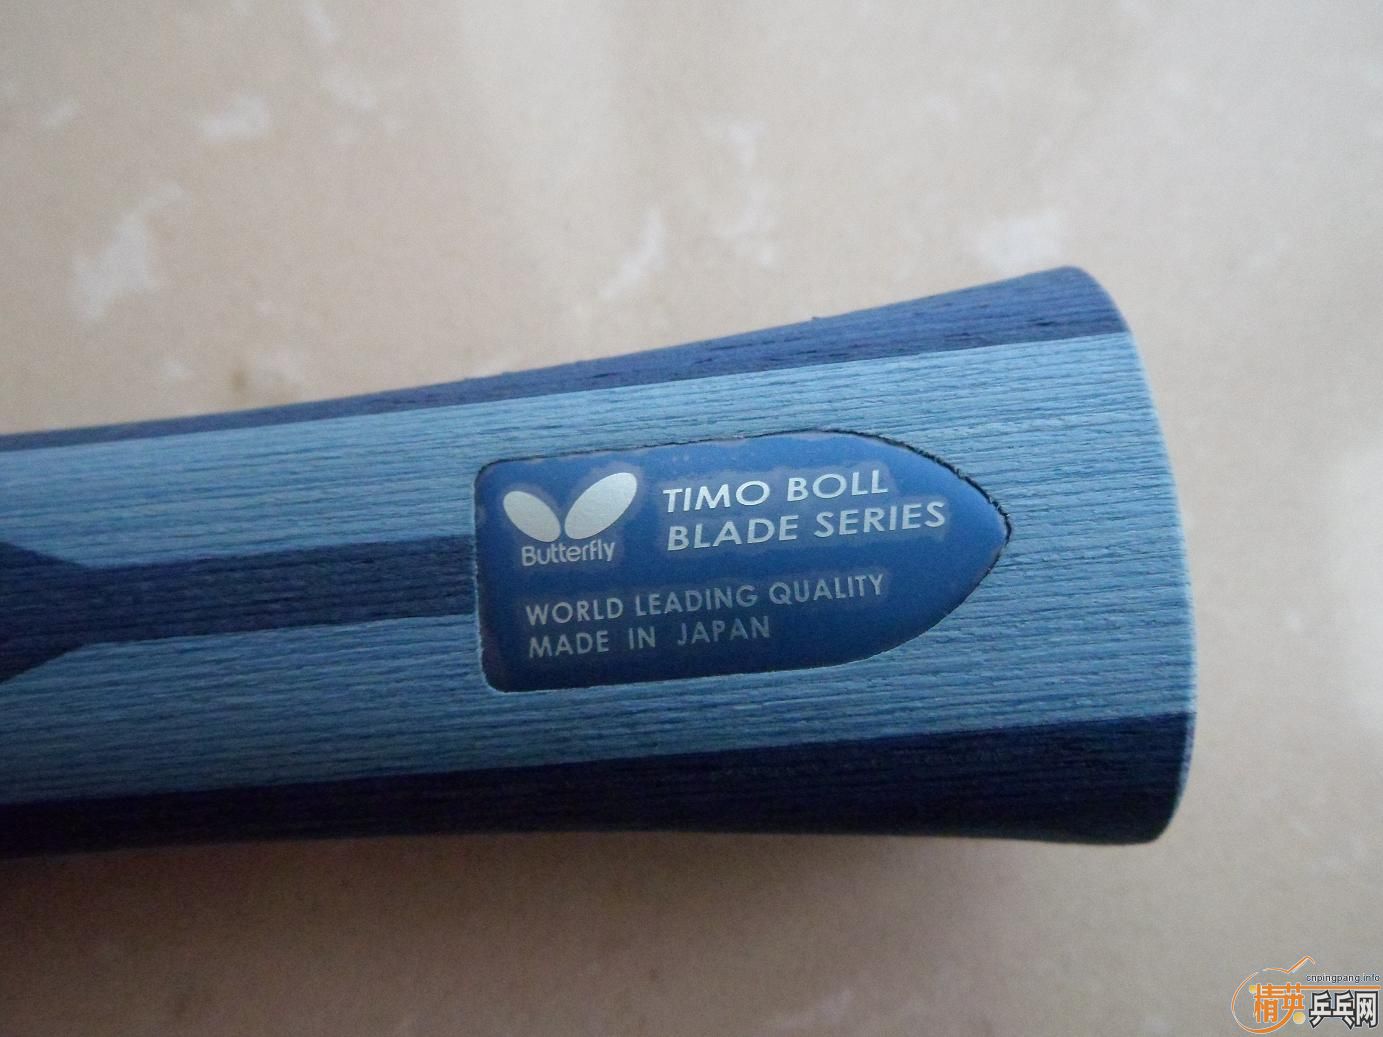 Butterfly
TIMO BOLL
BLADE SERIES
WORLD LEADING QUALITY
MADE IN JAPAN
cnpingpang.info
精英乒乓网